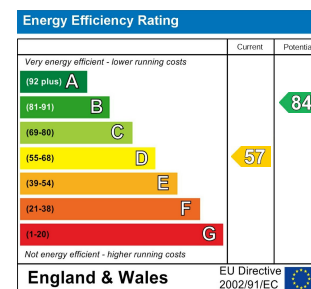 Energy Efficiency Rating
Current Potentia
Very energy efficient - lower running costs
(92 plus) A
(81-91) B
84
(69-80) C
(55-68) D
57
(39-54) E
(21-38) F
(1-20) G
Not energy efficient - higher running costs
England & Wales
EU Directive
2002/91/EC